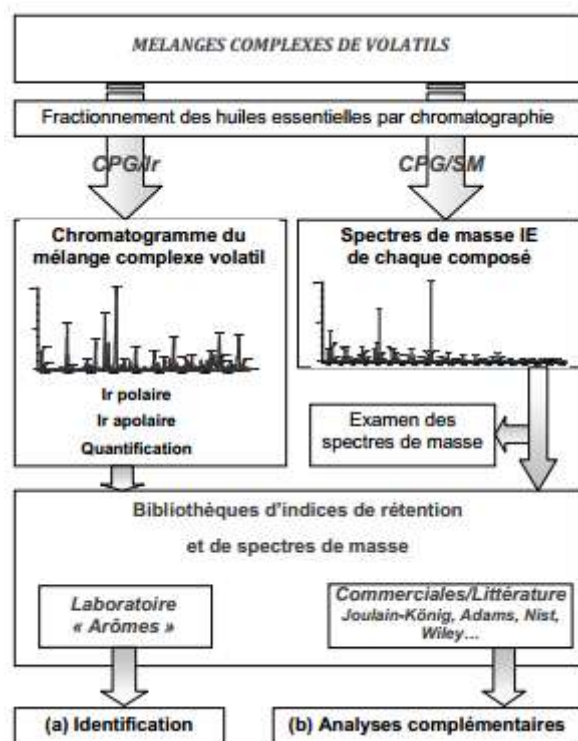 MELANGES COMPLEXES DE VOLATILS
Fractionnement des huiles essentielles par chromatographie
CPG/Ir
CPG/SM
Chromatogramme du
mélange complexe volatil
Ir polaire
Ir apolaire
Quantification
Spectres de masse IE
de chaque composé
Examen des
spectres de masse
Bibliothèques d'indices de rétention
et de spectres de masse
Laboratoire
« Arômes »
Commerciales/Littérature
Joulain-König, Adams, Nist,
Wiley…
(a) Identification
(b) Analyses complémentaires